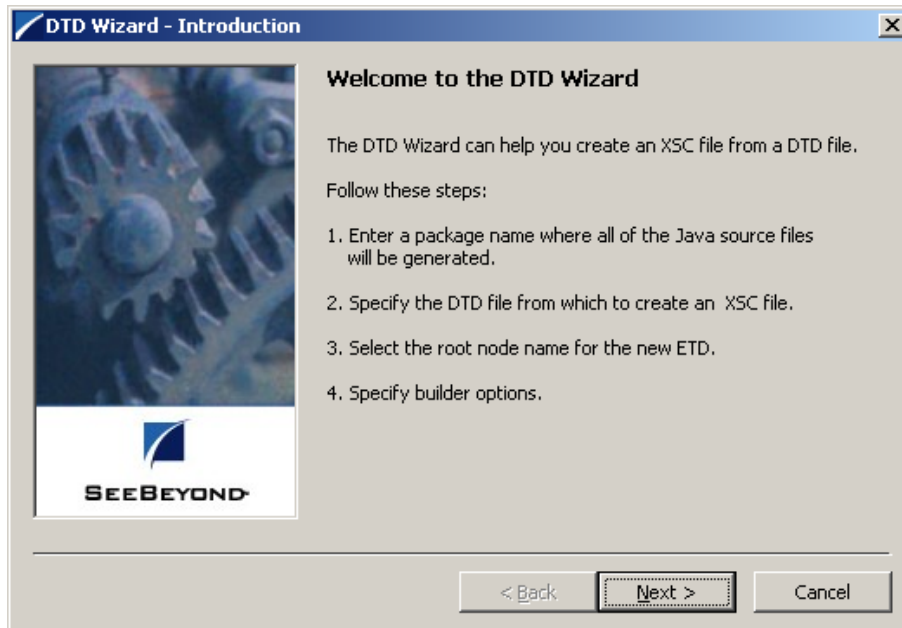 DTD Wizard - Introduction
Welcome to the DTD Wizard
The DTD Wizard can help you create an XSC file from a DTD file.
Follow these steps:
1. Enter a package name where all of the Java source files
will be generated.
2. Specify the DTD file from which to create an XSC file.
3. Select the root node name for the new ETD.
4. Specify builder options.
SEEBEYOND
< Back
Next >
Cancel